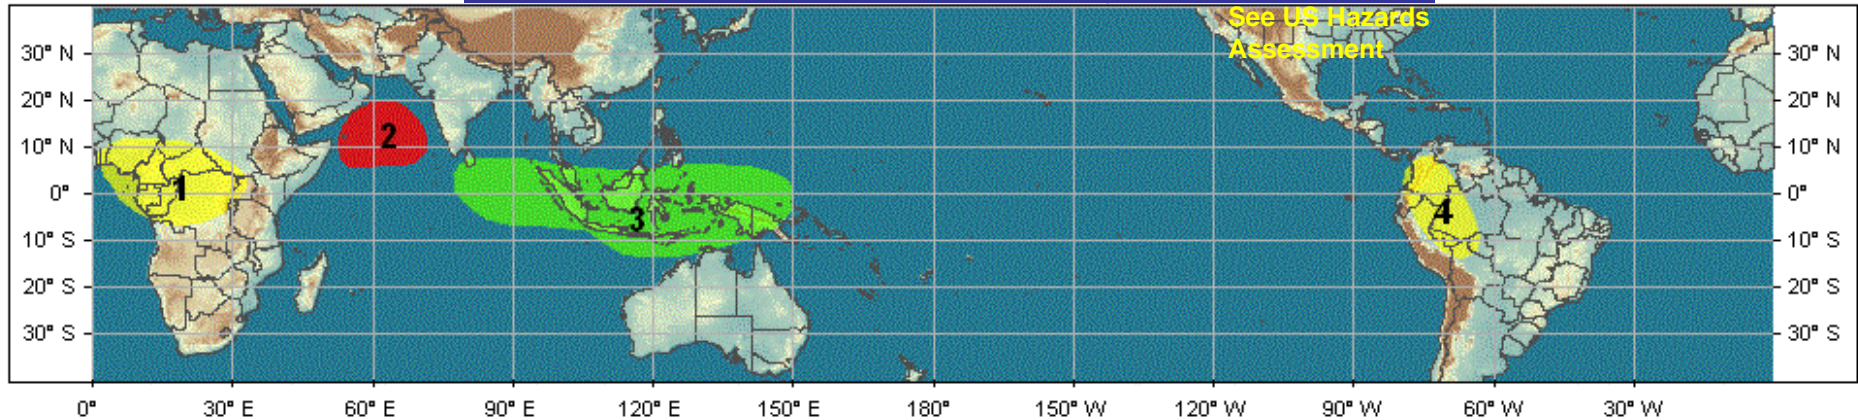 See US Hazards
Assessment
30° N 30° N
20° N 20° N
2
10° N 10° N
1
0° 0°
3
4
10° S 10° S
20° S 20° S
30° S 30° S
0° 30° E 60° E 90° E 120° E 150° E 180° 150° W 120° W 90° W 60° W 30° W